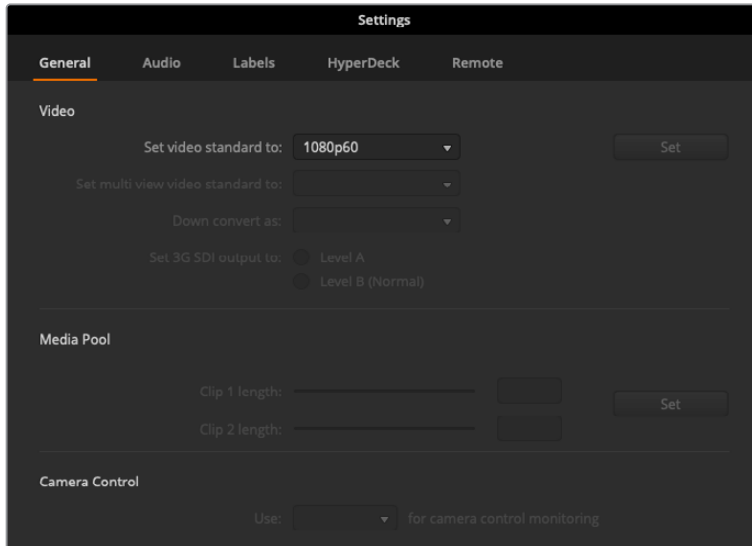 Settings
General Audio Labels HyperDeck Remote
Video
Set video standard to: 1080p60 Set
Set multi view video standard to:
Down convert as:
Set 3G SDI output to: Level A
Level B (Normal)
Media Pool
Clip 1 length:
Set
Clip 2 length:
Camera Control
Use: for camera control monitoring